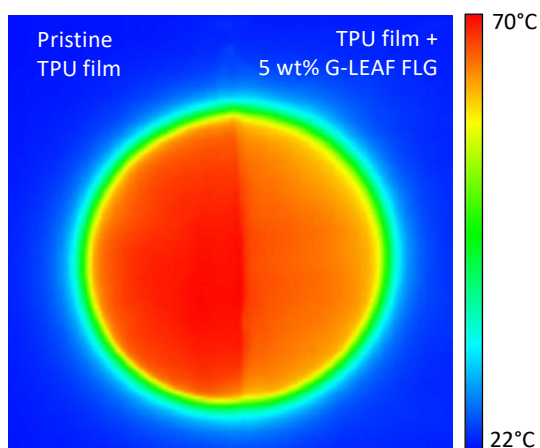 Pristine
TPU film
TPU film +
5 wt% G-LEAF FLG
70°C
22°C